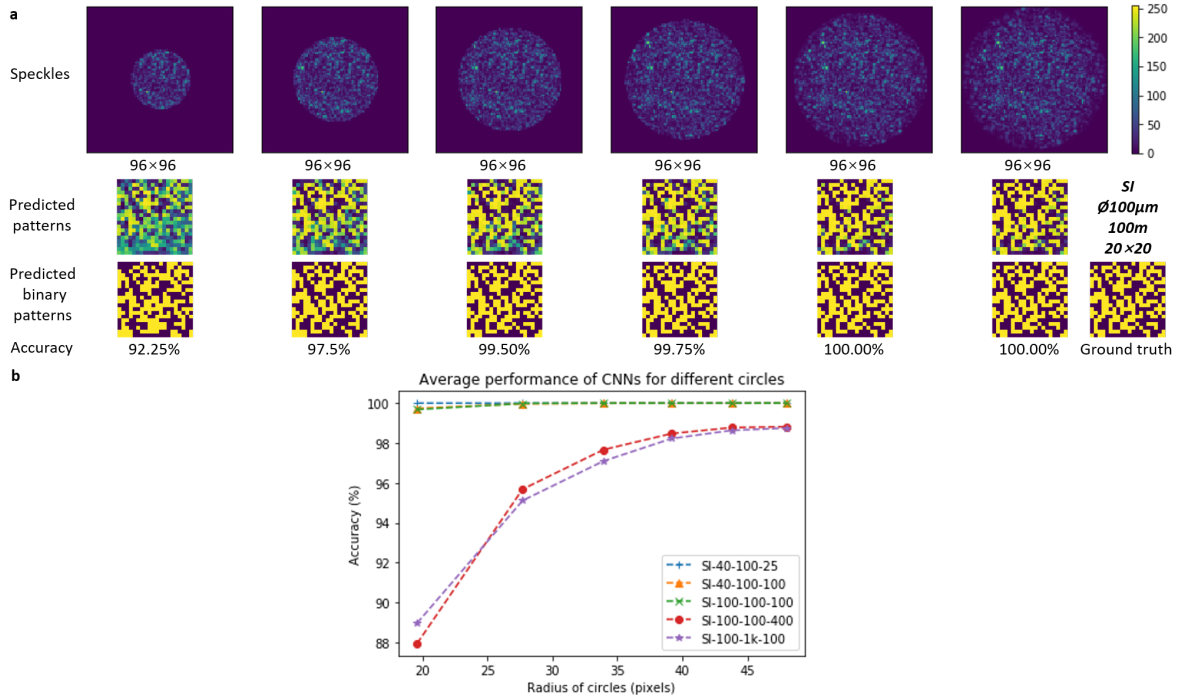 a
Speckles
250
200
150
100
50
0
96×96 96×96 96×96 96×96 96×96 96×96
Predicted
patterns
SI
Ø100μm
100m
20×20
Predicted
binary
patterns
Accuracy 92.25% 97.5% 99.50% 99.75% 100.00% 100.00% Ground truth
b
Average performance of CNNs for different circles
Accuracy (%)
100
98
96
94
92
90
88
SI-40-100-25
SI-40-100-100
SI-100-100-100
SI-100-100-400
SI-100-1k-100
20 25 30 35 40 45
Radius of circles (pixels)